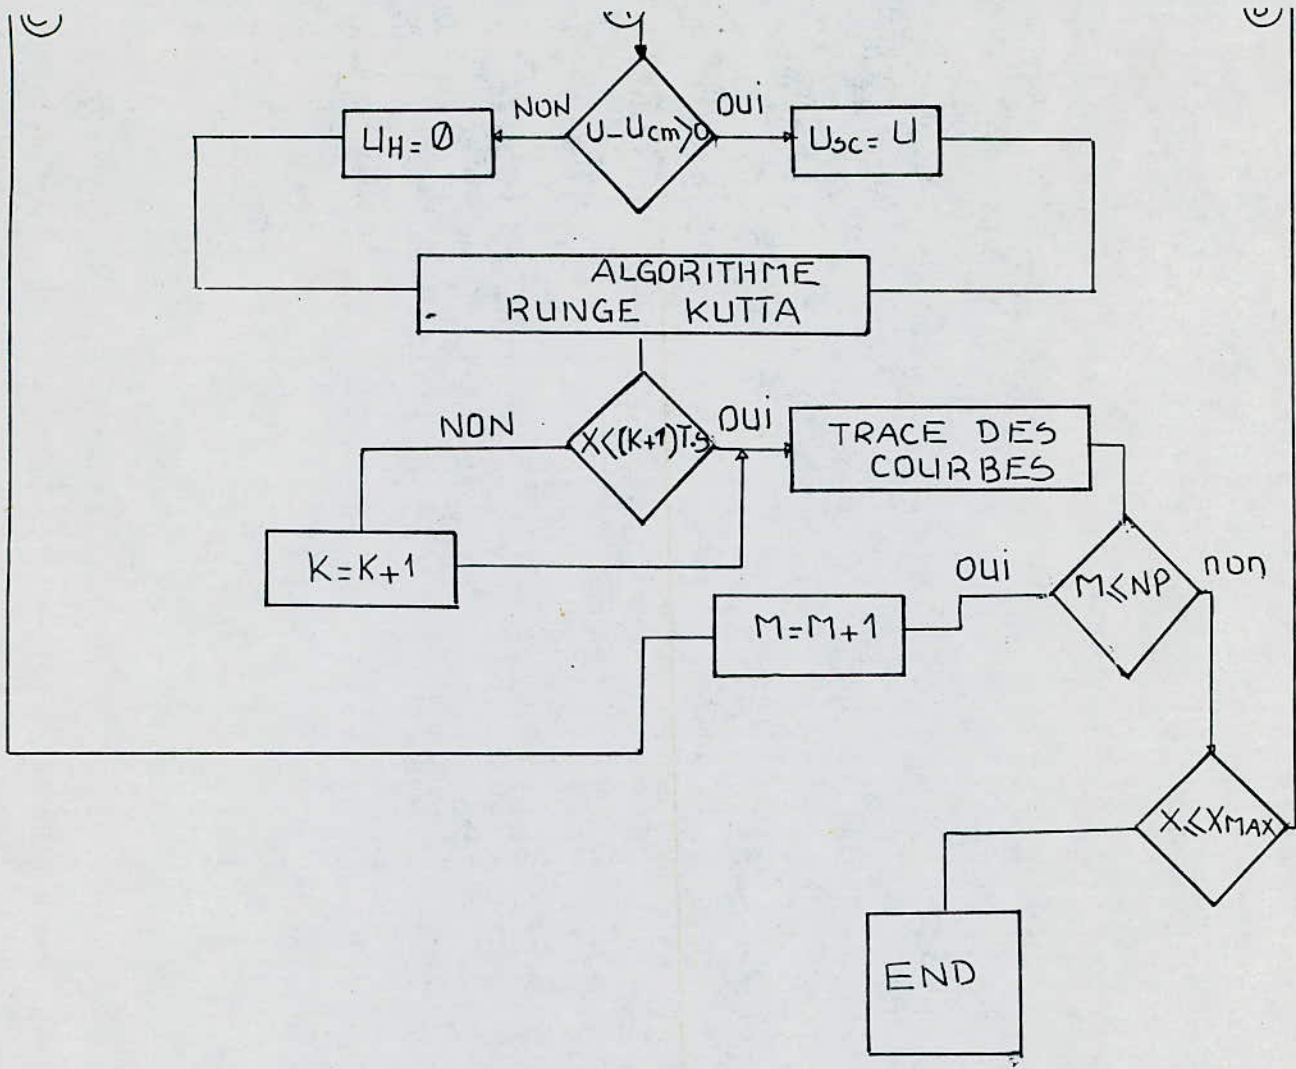 NON
U-Ucm>0
OUI
UH=Ø
Usc=U
ALGORITHME
RUNGE KUTTA
NON
X<(K+1)T.S
OUI
TRACE DES
COURBES
K=K+1
OUI
M≤NP
non
M=M+1
X≤XMAX
END